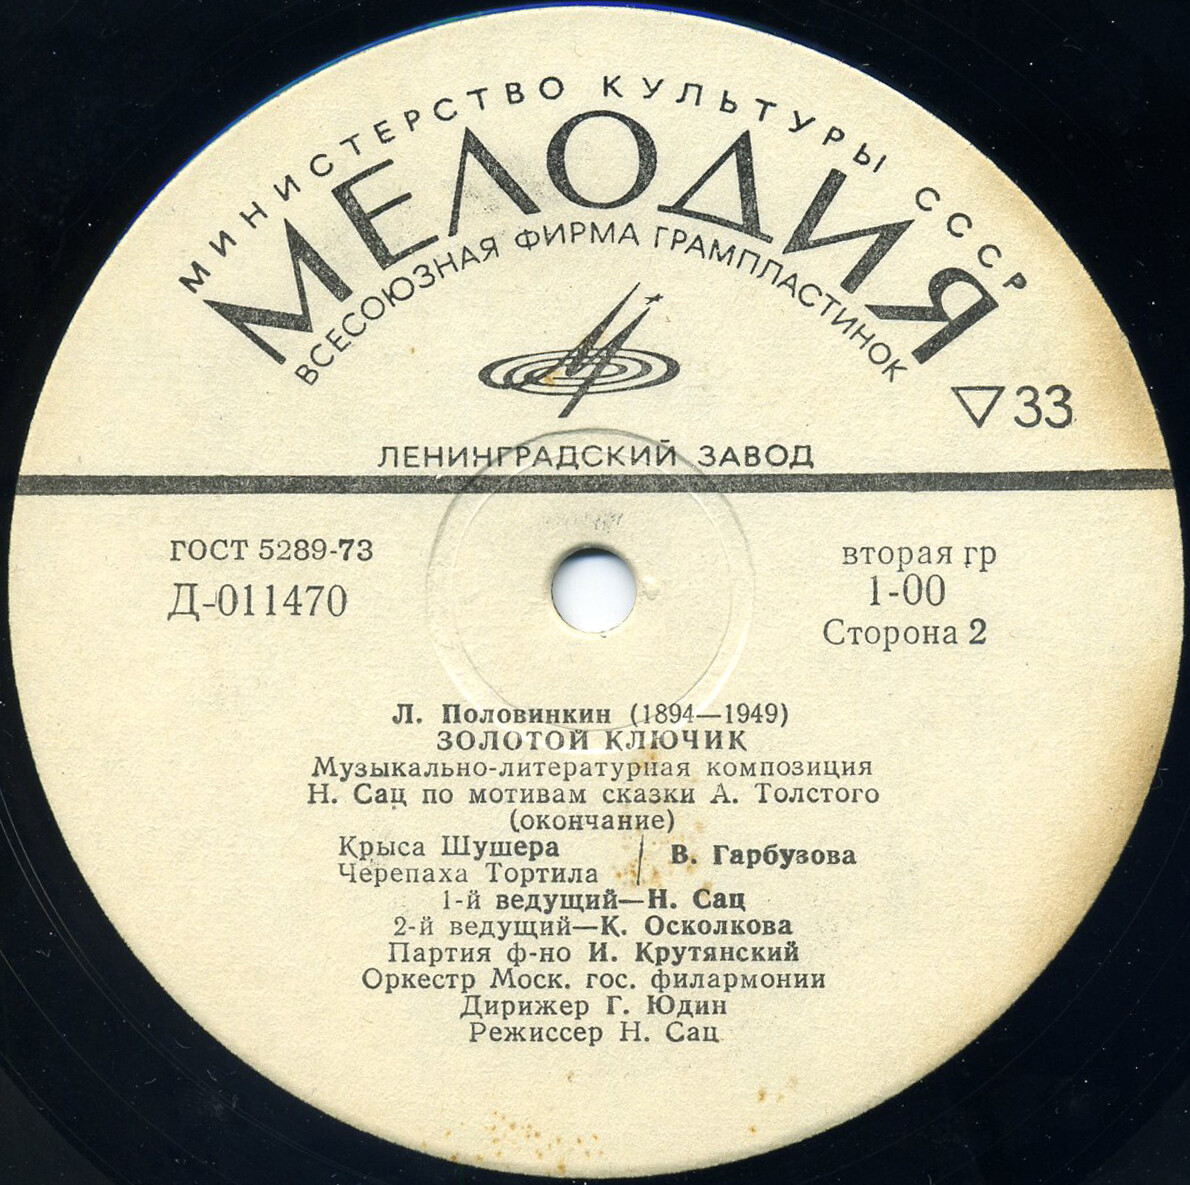 МИНИСТЕРСТВО КУЛЬТУРЫ СССР
МЕЛОДИЯ
ВСЕСОЮЗНАЯ ФИРМА ГРАМПЛАСТИНОК
33
ЛЕНИНГРАДСКИЙ ЗАВОД
ГОСТ 5289-73
Д-011470
вторая гр
1-00
Сторона 2
Л. Половинкин (1894—1949)
ЗОЛОТОЙ КЛЮЧИК
Музыкально-литературная композиция
Н. Сац по мотивам сказки А. Толстого
(окончание)
Крыса Шушера
Черепаха Тортила
В. Гарбузова
1-й ведущий—Н. Сац
2-й ведущий—К. Осколкова
Партия ф-но И. Крутянский
Оркестр Моск. гос. филармонии
Дирижер Г. Юдин
Режиссер Н. Сац